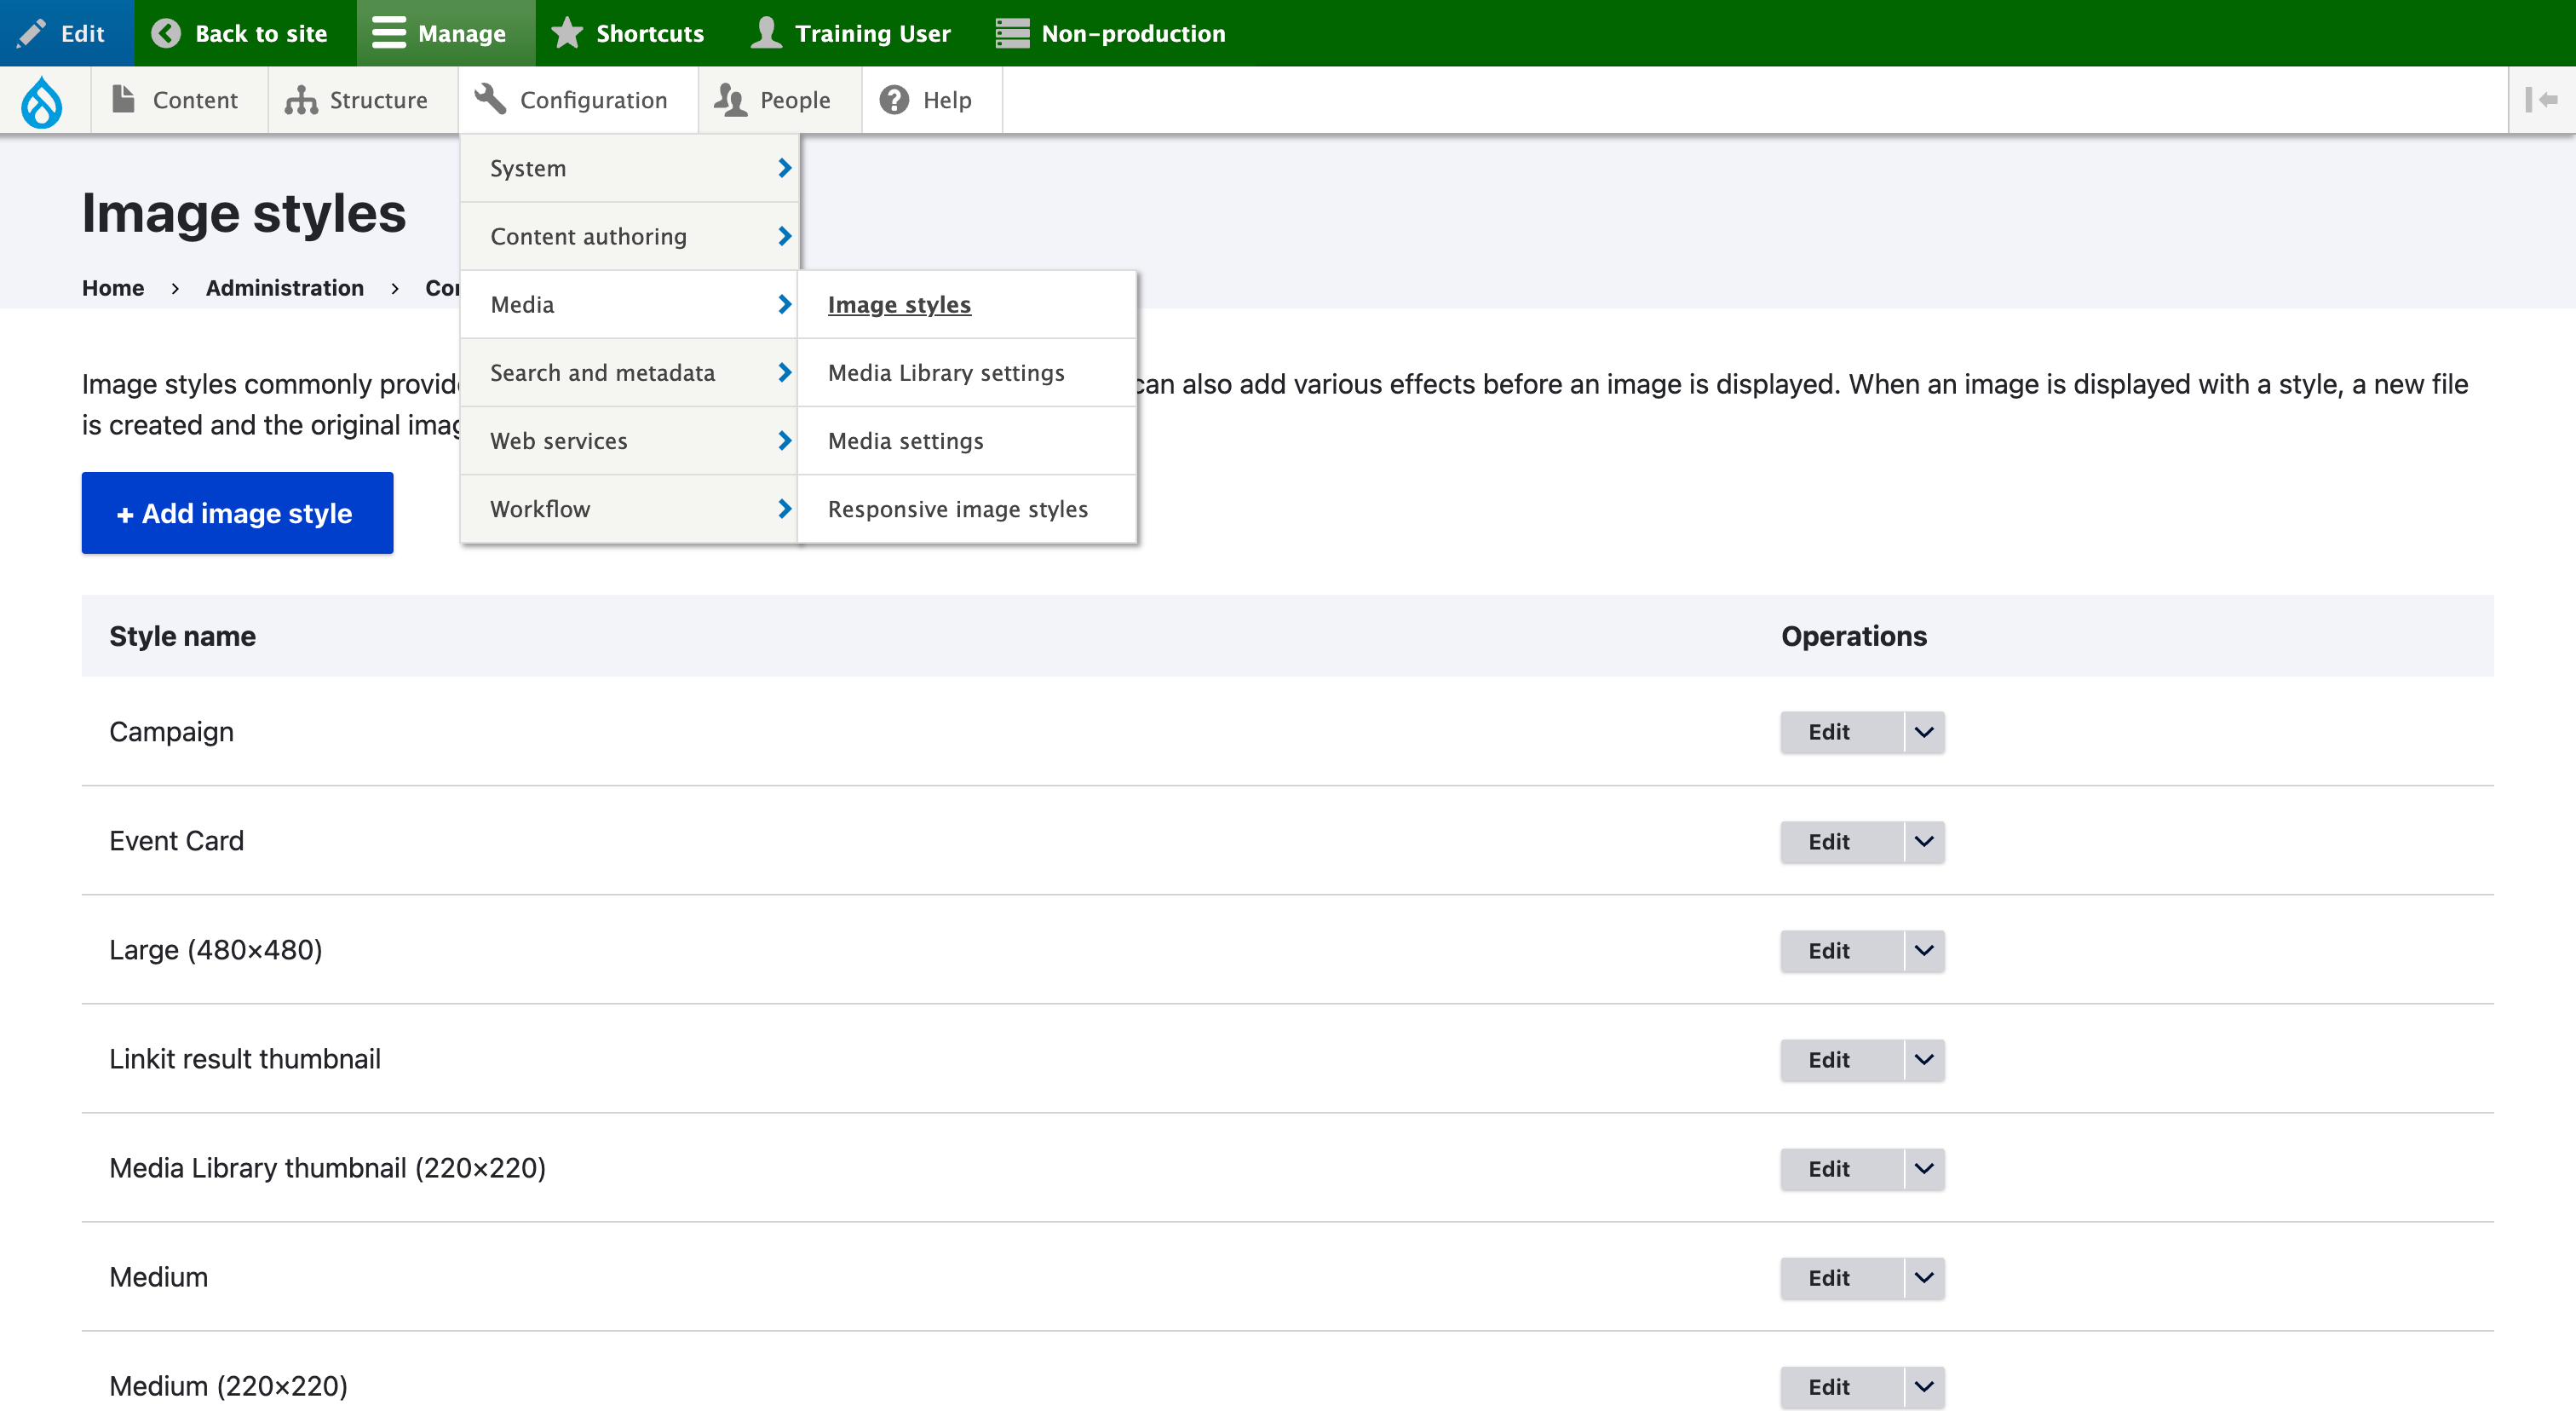 Edit Back to site Manage Shortcuts Training User Non-production
Content Structure Configuration People Help
System
Content authoring
Media
Search and metadata
Web services
Workflow
Image styles
Media Library settings
Media settings
Responsive image styles
Image styles
Home > Administration >
Image styles commonly can also add various effects before an image is displayed. When an image is displayed with a style, a new file
is created and the original
+ Add image style
Style name Operations
Campaign Edit
Event Card Edit
Large (480×480) Edit
Linkit result thumbnail Edit
Media Library thumbnail (220×220) Edit
Medium Edit
Medium (220×220) Edit